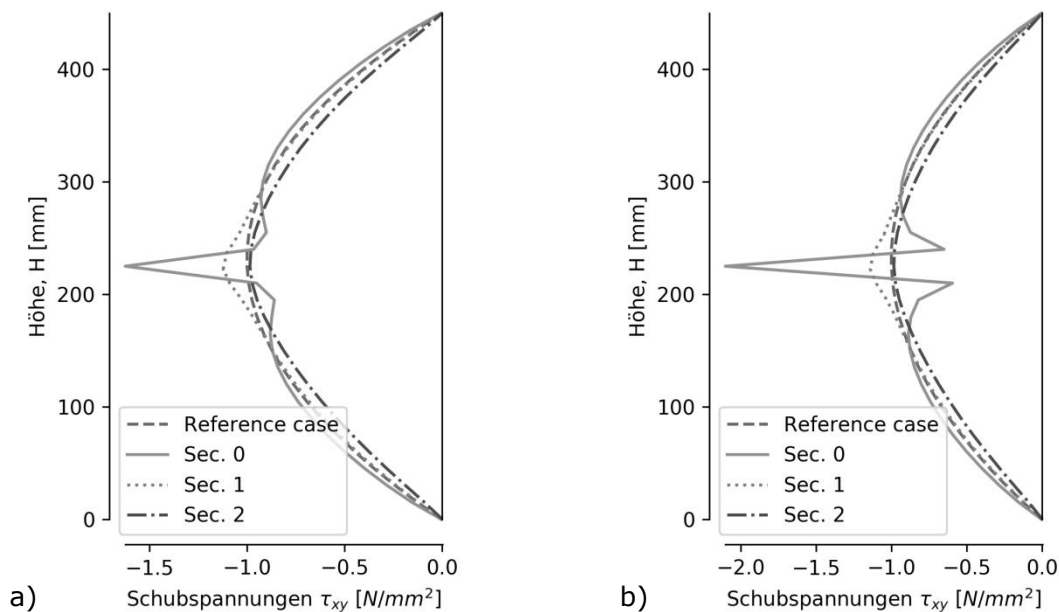 400
300
200
100
0
Höhe, H [mm]
Reference case
Sec. 0
Sec. 1
Sec. 2
−1.5
−1.0
−0.5
0.0
a)
Schubspannungen τxy [N/mm²]
400
300
200
100
0
Höhe, H [mm]
Reference case
Sec. 0
Sec. 1
Sec. 2
−2.0
−1.5
−1.0
−0.5
0.0
b)
Schubspannungen τxy [N/mm²]